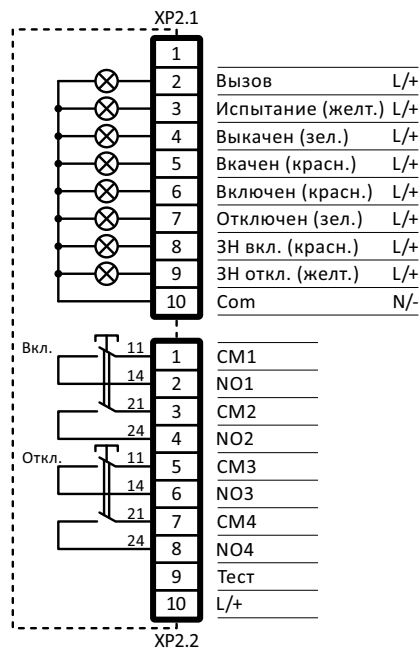 XP2.1
1
2 Вызов L/+
3 Испытание (желт.) L/+
4 Выкачен (зел.) L/+
5 Вкачен (красн.) L/+
6 Включен (красн.) L/+
7 Отключен (зел.) L/+
8 ЗН вкл. (красн.) L/+
9 ЗН откл. (желт.) L/+
10 Com N/-
Вкл. 11 1 CM1
14 2 NO1
21 3 CM2
24 4 NO2
Откл. 11 5 CM3
14 6 NO3
21 7 CM4
24 8 NO4
9 Тест
10 L/+
XP2.2